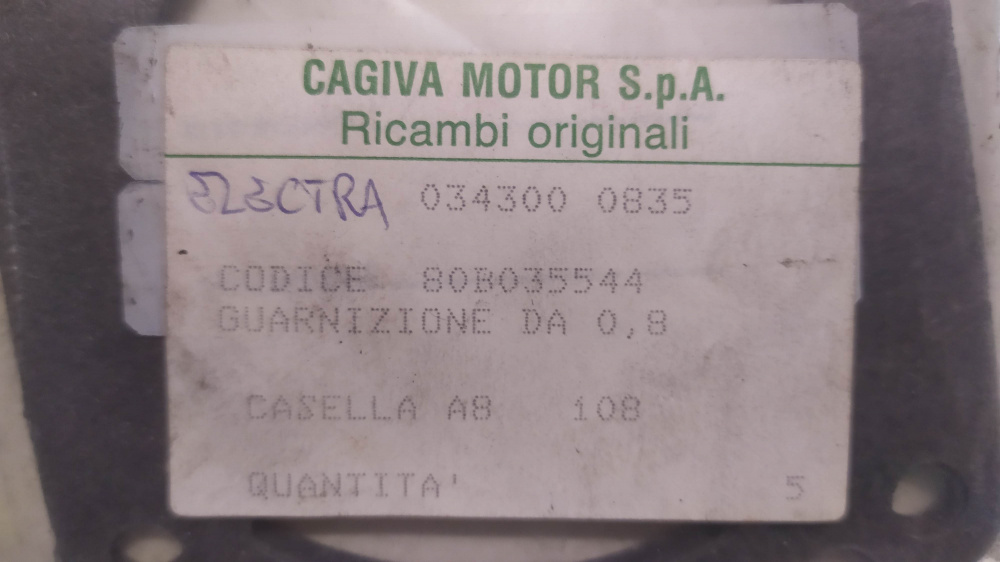 CAGIVA MOTOR S.p.A.
Ricambi originali
ELECTRA 034300 0835
CODICE 80B035544
GUARNIZIONE DA 0,8
CASELLA A8 108
QUANTITA' 5